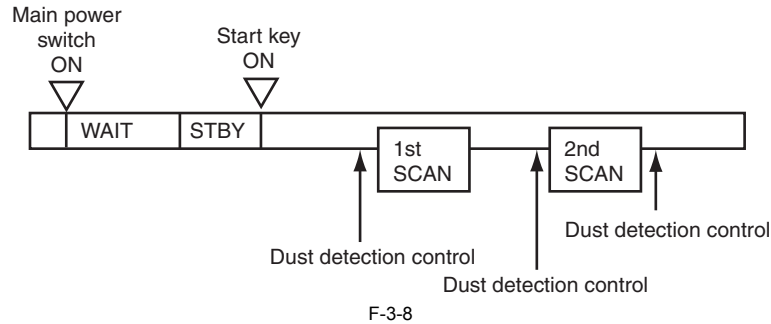 Main power
switch
ON
Start key
ON
WAIT
STBY
1st
SCAN
2nd
SCAN
Dust detection control
Dust detection control
Dust detection control
F-3-8